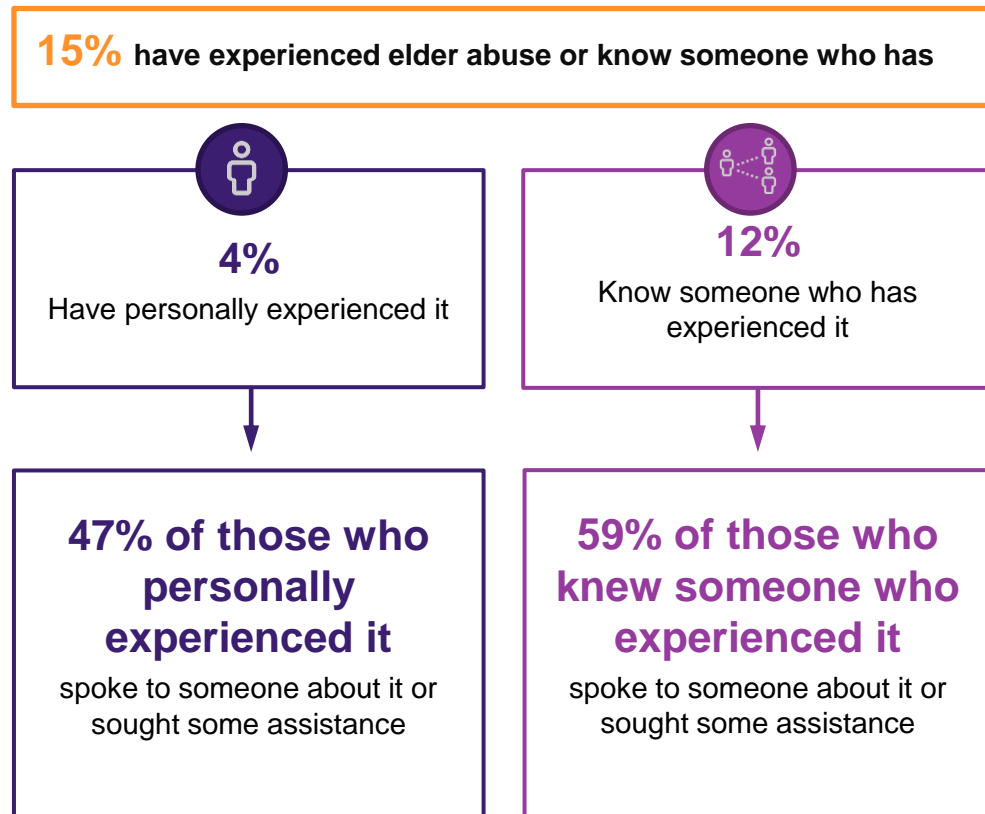 15% have experienced elder abuse or know someone who has
4%
Have personally experienced it
12%
Know someone who has
experienced it
47% of those who
personally
experienced it
spoke to someone about it or
sought some assistance
59% of those who
knew someone who
experienced it
spoke to someone about it or
sought some assistance